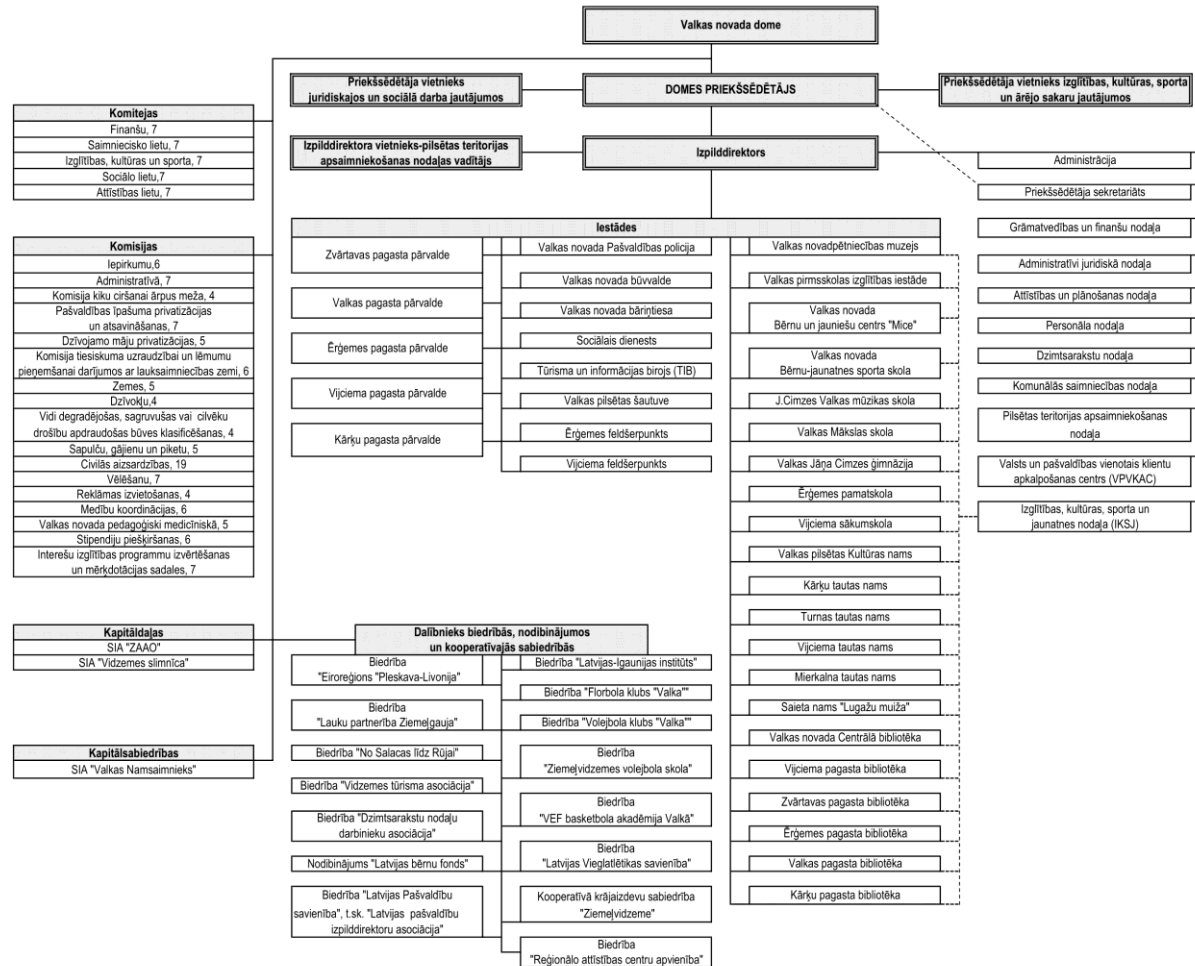 Valkas novada dome
Priekšsēdētāja vietnieks
juridiskajos un sociālā darba jautājumos
DOMES PRIEKŠSĒDĒTĀJS
Priekšsēdētāja vietnieks izglītības, kultūras, sporta
un ārējo sakaru jautājumos
Izpilddirektora vietnieks-pilsētas teritorijas
apsaimniekošanas nodaļas vadītājs
Izpilddirektors
Komitejas
Finanšu, 7
Saimniecisko lietu, 7
Izglītības, kultūras un sporta, 7
Sociālo lietu,7
Attīstības lietu, 7
Komisijas
Iepirkumu,6
Administratīvā, 7
Komisija kiku ciršanai ārpus meža, 4
Pašvaldības īpašuma privatizācijas
un atsavināšanas, 7
Dzīvojamo māju privatizācijas, 5
Komisija tiesiskuma uzraudzībai un lēmumu
pieņemšanai darījumos ar lauksaimniecības zemi, 6
Zemes, 5
Dzīvokļu,4
Vidi degradējošas, sagruvušas vai cilvēku
drošību apdraudošas būves klasificēšanas, 4
Sapulču, gājienu un piketu, 5
Civilās aizsardzības, 19
Vēlēšanu, 7
Reklāmas izvietošanas, 4
Medību koordinācijas, 6
Valkas novada pedagoģiski medicīniskā, 5
Stipendiju piešķiršanas, 6
Interešu izglītības programmu izvērtēšanas
un mērķdotācijas sadales, 7
Kapitāldaļas
SIA "ZAAO"
SIA "Vidzemes slimnīca"
Kapitālsabiedrības
SIA "Valkas Namsaimnieks"
Iestādes
Zvārtavas pagasta pārvalde
Valkas pagasta pārvalde
Ērģemes pagasta pārvalde
Vijciema pagasta pārvalde
Kārķu pagasta pārvalde
Valkas novada Pašvaldības policija
Valkas novada būvvalde
Valkas novada bāriņtiesa
Sociālais dienests
Tūrisma un informācijas birojs (TIB)
Valkas pilsētas šautuve
Ērģemes feldšerpunkts
Vijciema feldšerpunkts
Valkas novadpētniecības muzejs
Valkas pirmsskolas izglītības iestāde
Valkas novada
Bērnu un jauniešu centrs "Mice"
Valkas novada
Bērnu-jaunatnes sporta skola
J.Cimzes Valkas mūzikas skola
Valkas Mākslas skola
Valkas Jāņa Cimzes ģimnāzija
Ērģemes pamatskola
Vijciema sākumskola
Valkas pilsētas Kultūras nams
Kārķu tautas nams
Turnas tautas nams
Vijciema tautas nams
Mierkalna tautas nams
Saieta nams "Lugažu muiža"
Valkas novada Centrālā bibliotēka
Vijciema pagasta bibliotēka
Zvārtavas pagasta bibliotēka
Ērģemes pagasta bibliotēka
Valkas pagasta bibliotēka
Kārķu pagasta bibliotēka
Administrācija
Priekšsēdētāja sekretariāts
Grāmatvedības un finanšu nodaļa
Administratīvi juridiskā nodaļa
Attīstības un plānošanas nodaļa
Personāla nodaļa
Dzimtsarakstu nodaļa
Komunālās saimniecības nodaļa
Pilsētas teritorijas apsaimniekošanas
nodaļa
Valsts un pašvaldības vienotais klientu
apkalpošanas centrs (VPVKAC)
Izglītības, kultūras, sporta un
jaunatnes nodaļa (IKSJ)
Dalībnieks biedrībās, nodibinājumos
un kooperatīvajās sabiedrībās
Biedrība
"Eiroreģions "Pleskava-Livonija"
Biedrība
"Lauku partnerība Ziemeļgauja"
Biedrība "No Salacas līdz Rūjai"
Biedrība "Vidzemes tūrisma asociācija"
Biedrība "Dzimtsarakstu nodaļu
darbinieku asociācija"
Nodibinājums "Latvijas bērnu fonds"
Biedrība "Latvijas Pašvaldību
savienība", t.sk. "Latvijas pašvaldību
izpilddirektoru asociācija"
Biedrība "Latvijas-Igaunijas institūts"
Biedrība "Florbola klubs "Valka""
Biedrība "Volejbola klubs "Valka""
Biedrība
"Ziemeļvidzemes volejbola skola"
Biedrība
"VEF basketbola akadēmija Valkā"
Biedrība
"Latvijas Vieglatlētikas savienība"
Kooperatīvā krājaizdevu sabiedrība
"Ziemeļvidzeme"
Biedrība
"Reģionālo attīstības centru apvienība"